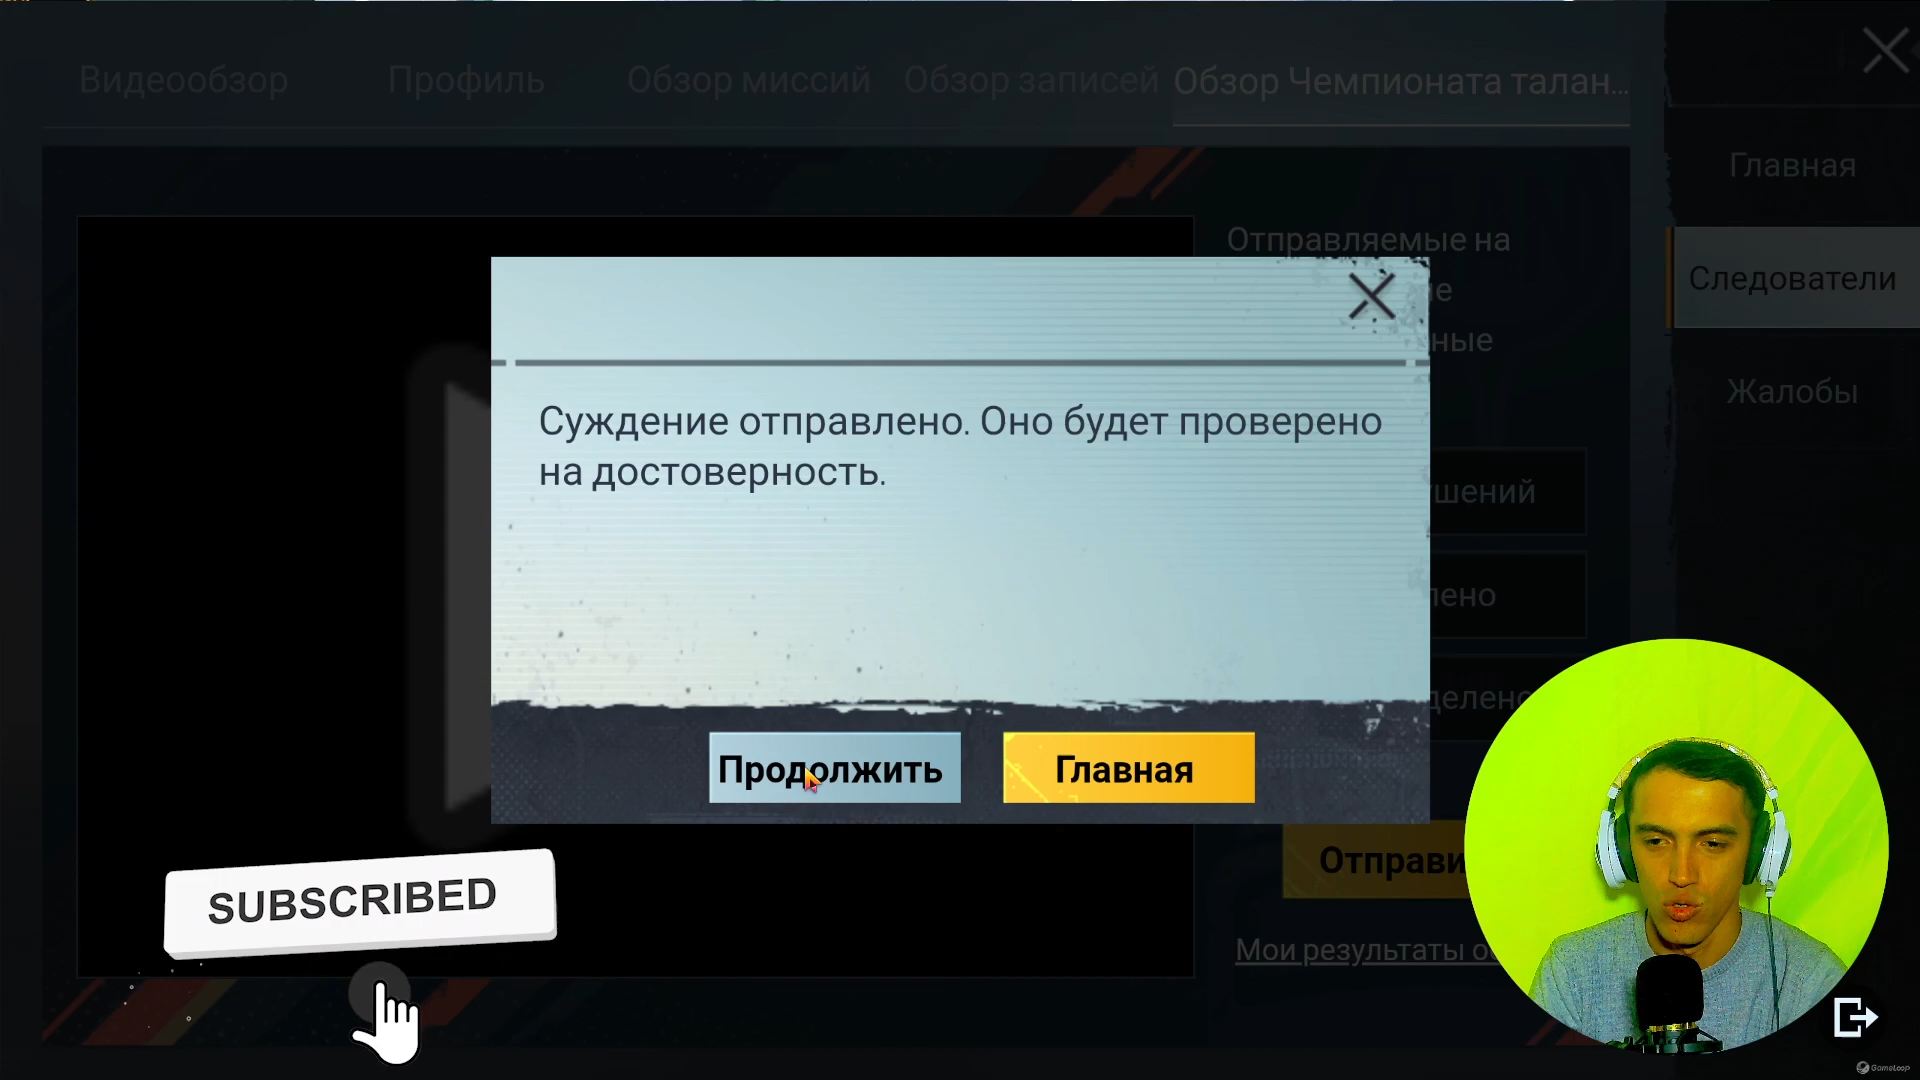 Видеообзор
Профиль
Обзор миссий
Обзор записей
Обзор Чемпионата талан...
Главная
Следователи
Жалобы
Отправляемые на
Суждение отправлено. Оно будет проверено
на достоверность.
Продолжить
Главная
SUBSCRIBED
Мои результаты
GameLoop